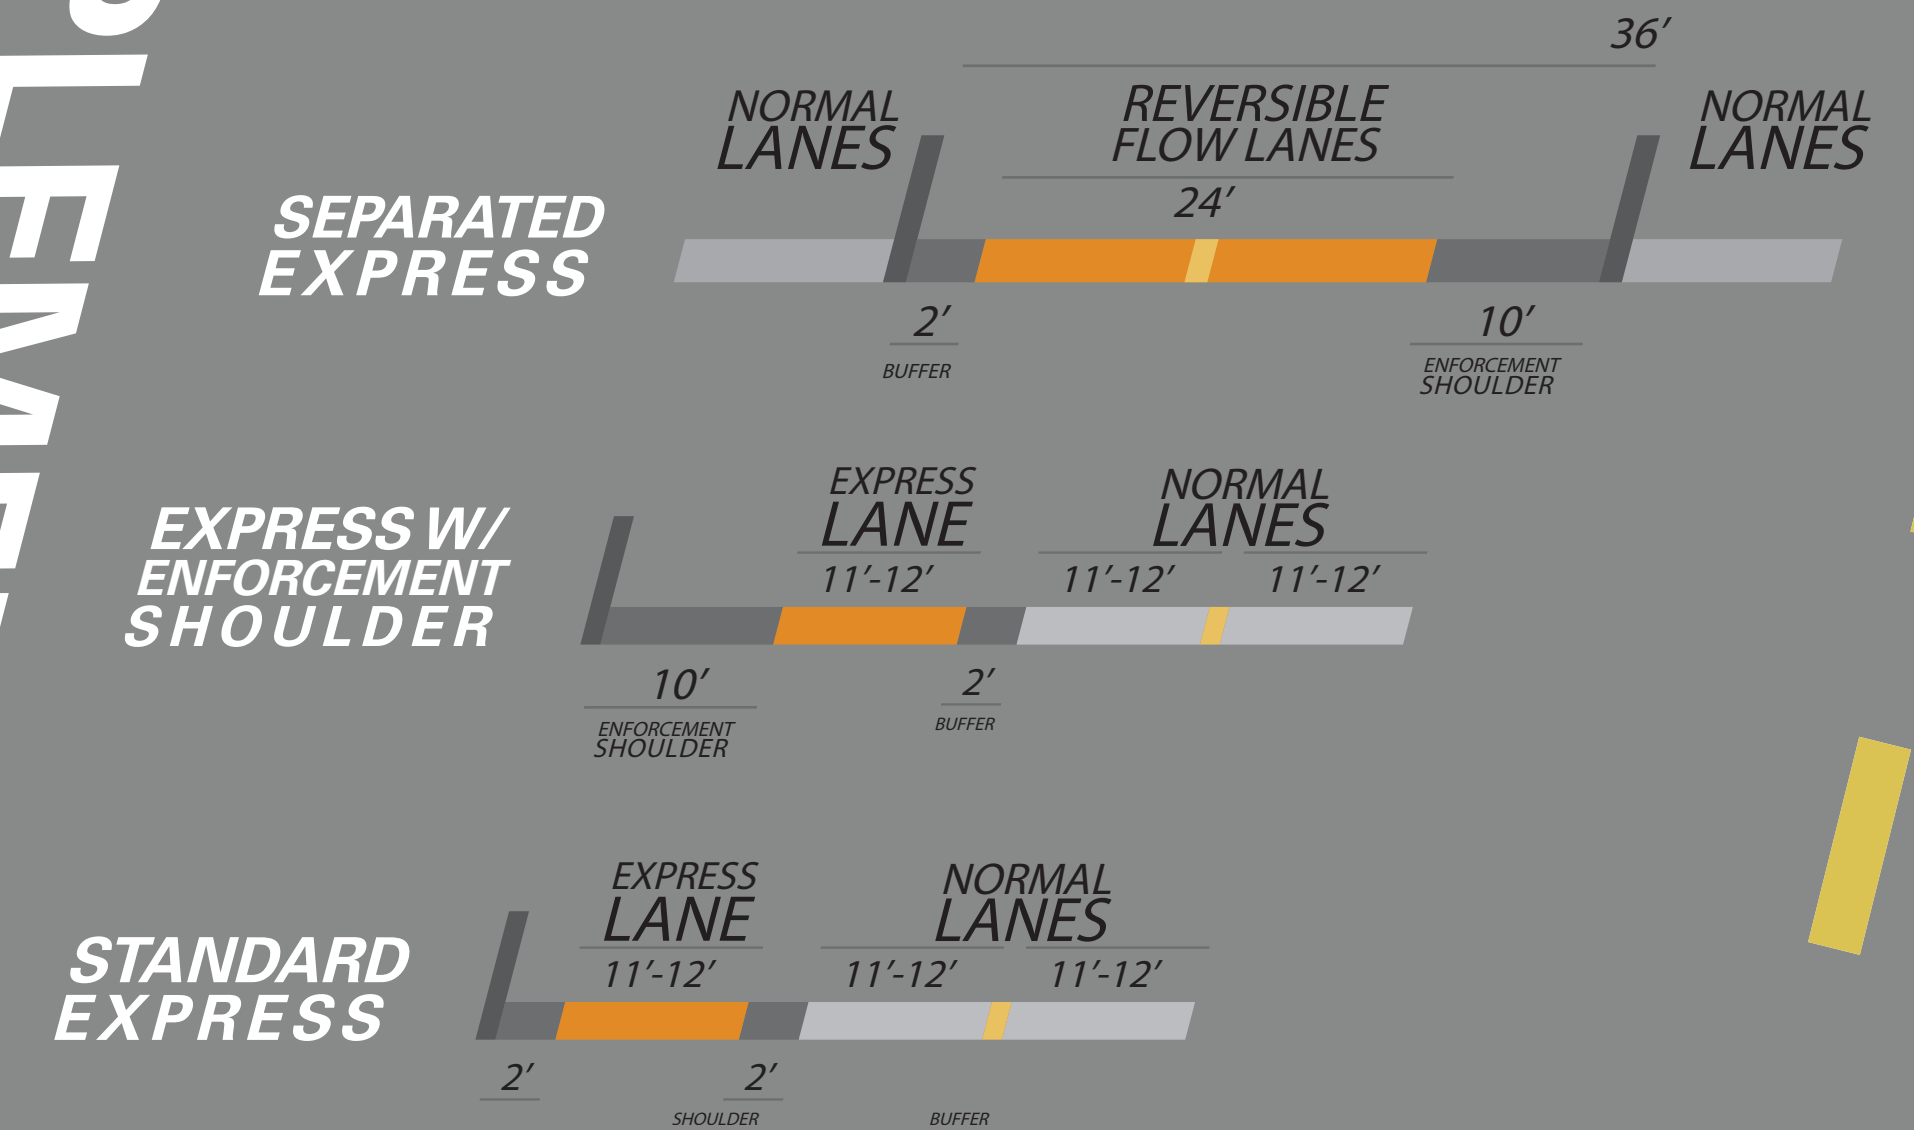 36'
NORMAL
LANES
REVERSIBLE
FLOW LANES
NORMAL
LANES
24'
SEPARATED
EXPRESS
2'
BUFFER
10'
ENFORCEMENT
SHOULDER
EXPRESS
LANE
NORMAL
LANES
EXPRESS W/
ENFORCEMENT
SHOULDER
11'-12' 11'-12' 11'-12'
10'
ENFORCEMENT
SHOULDER
2'
BUFFER
EXPRESS
LANE
NORMAL
LANES
STANDARD
EXPRESS
11'-12' 11'-12' 11'-12'
2' 2'
SHOULDER BUFFER